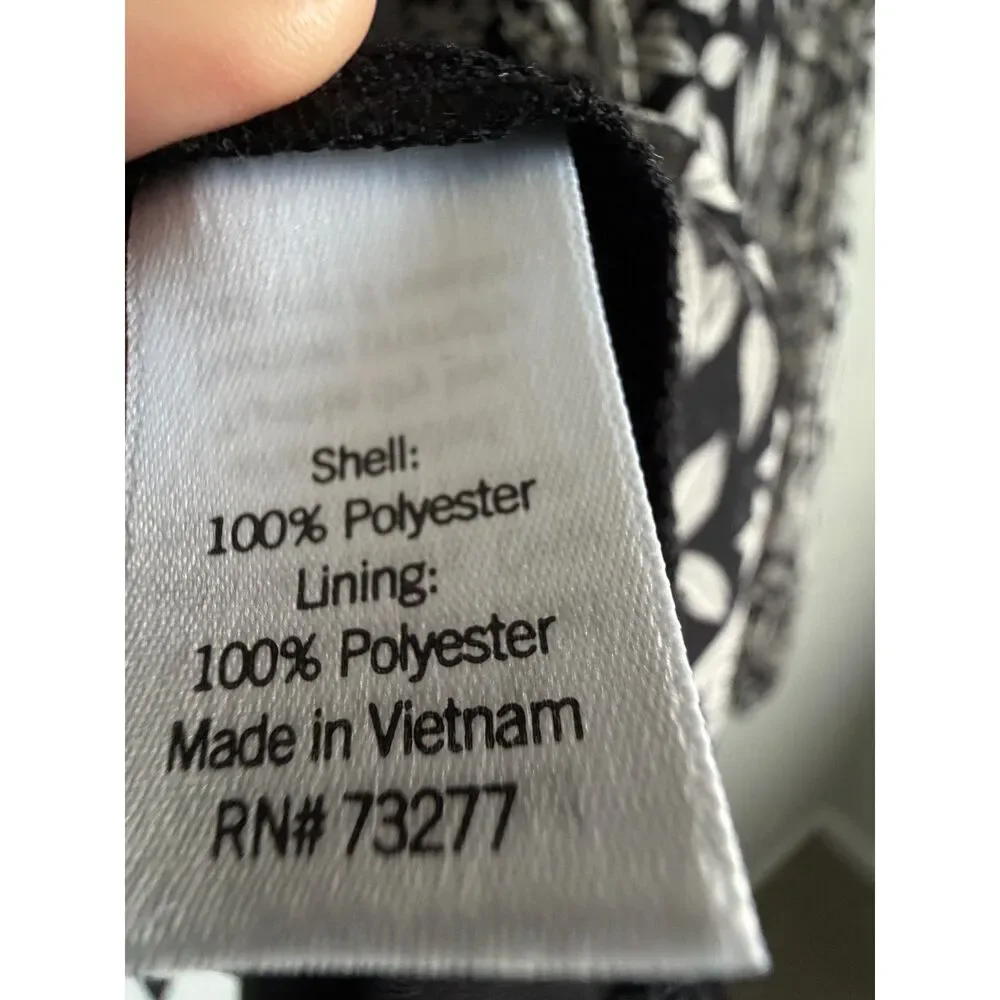 Shell:
100% Polyester
Lining:
100% Polyester
Made in Vietnam
RN# 73277